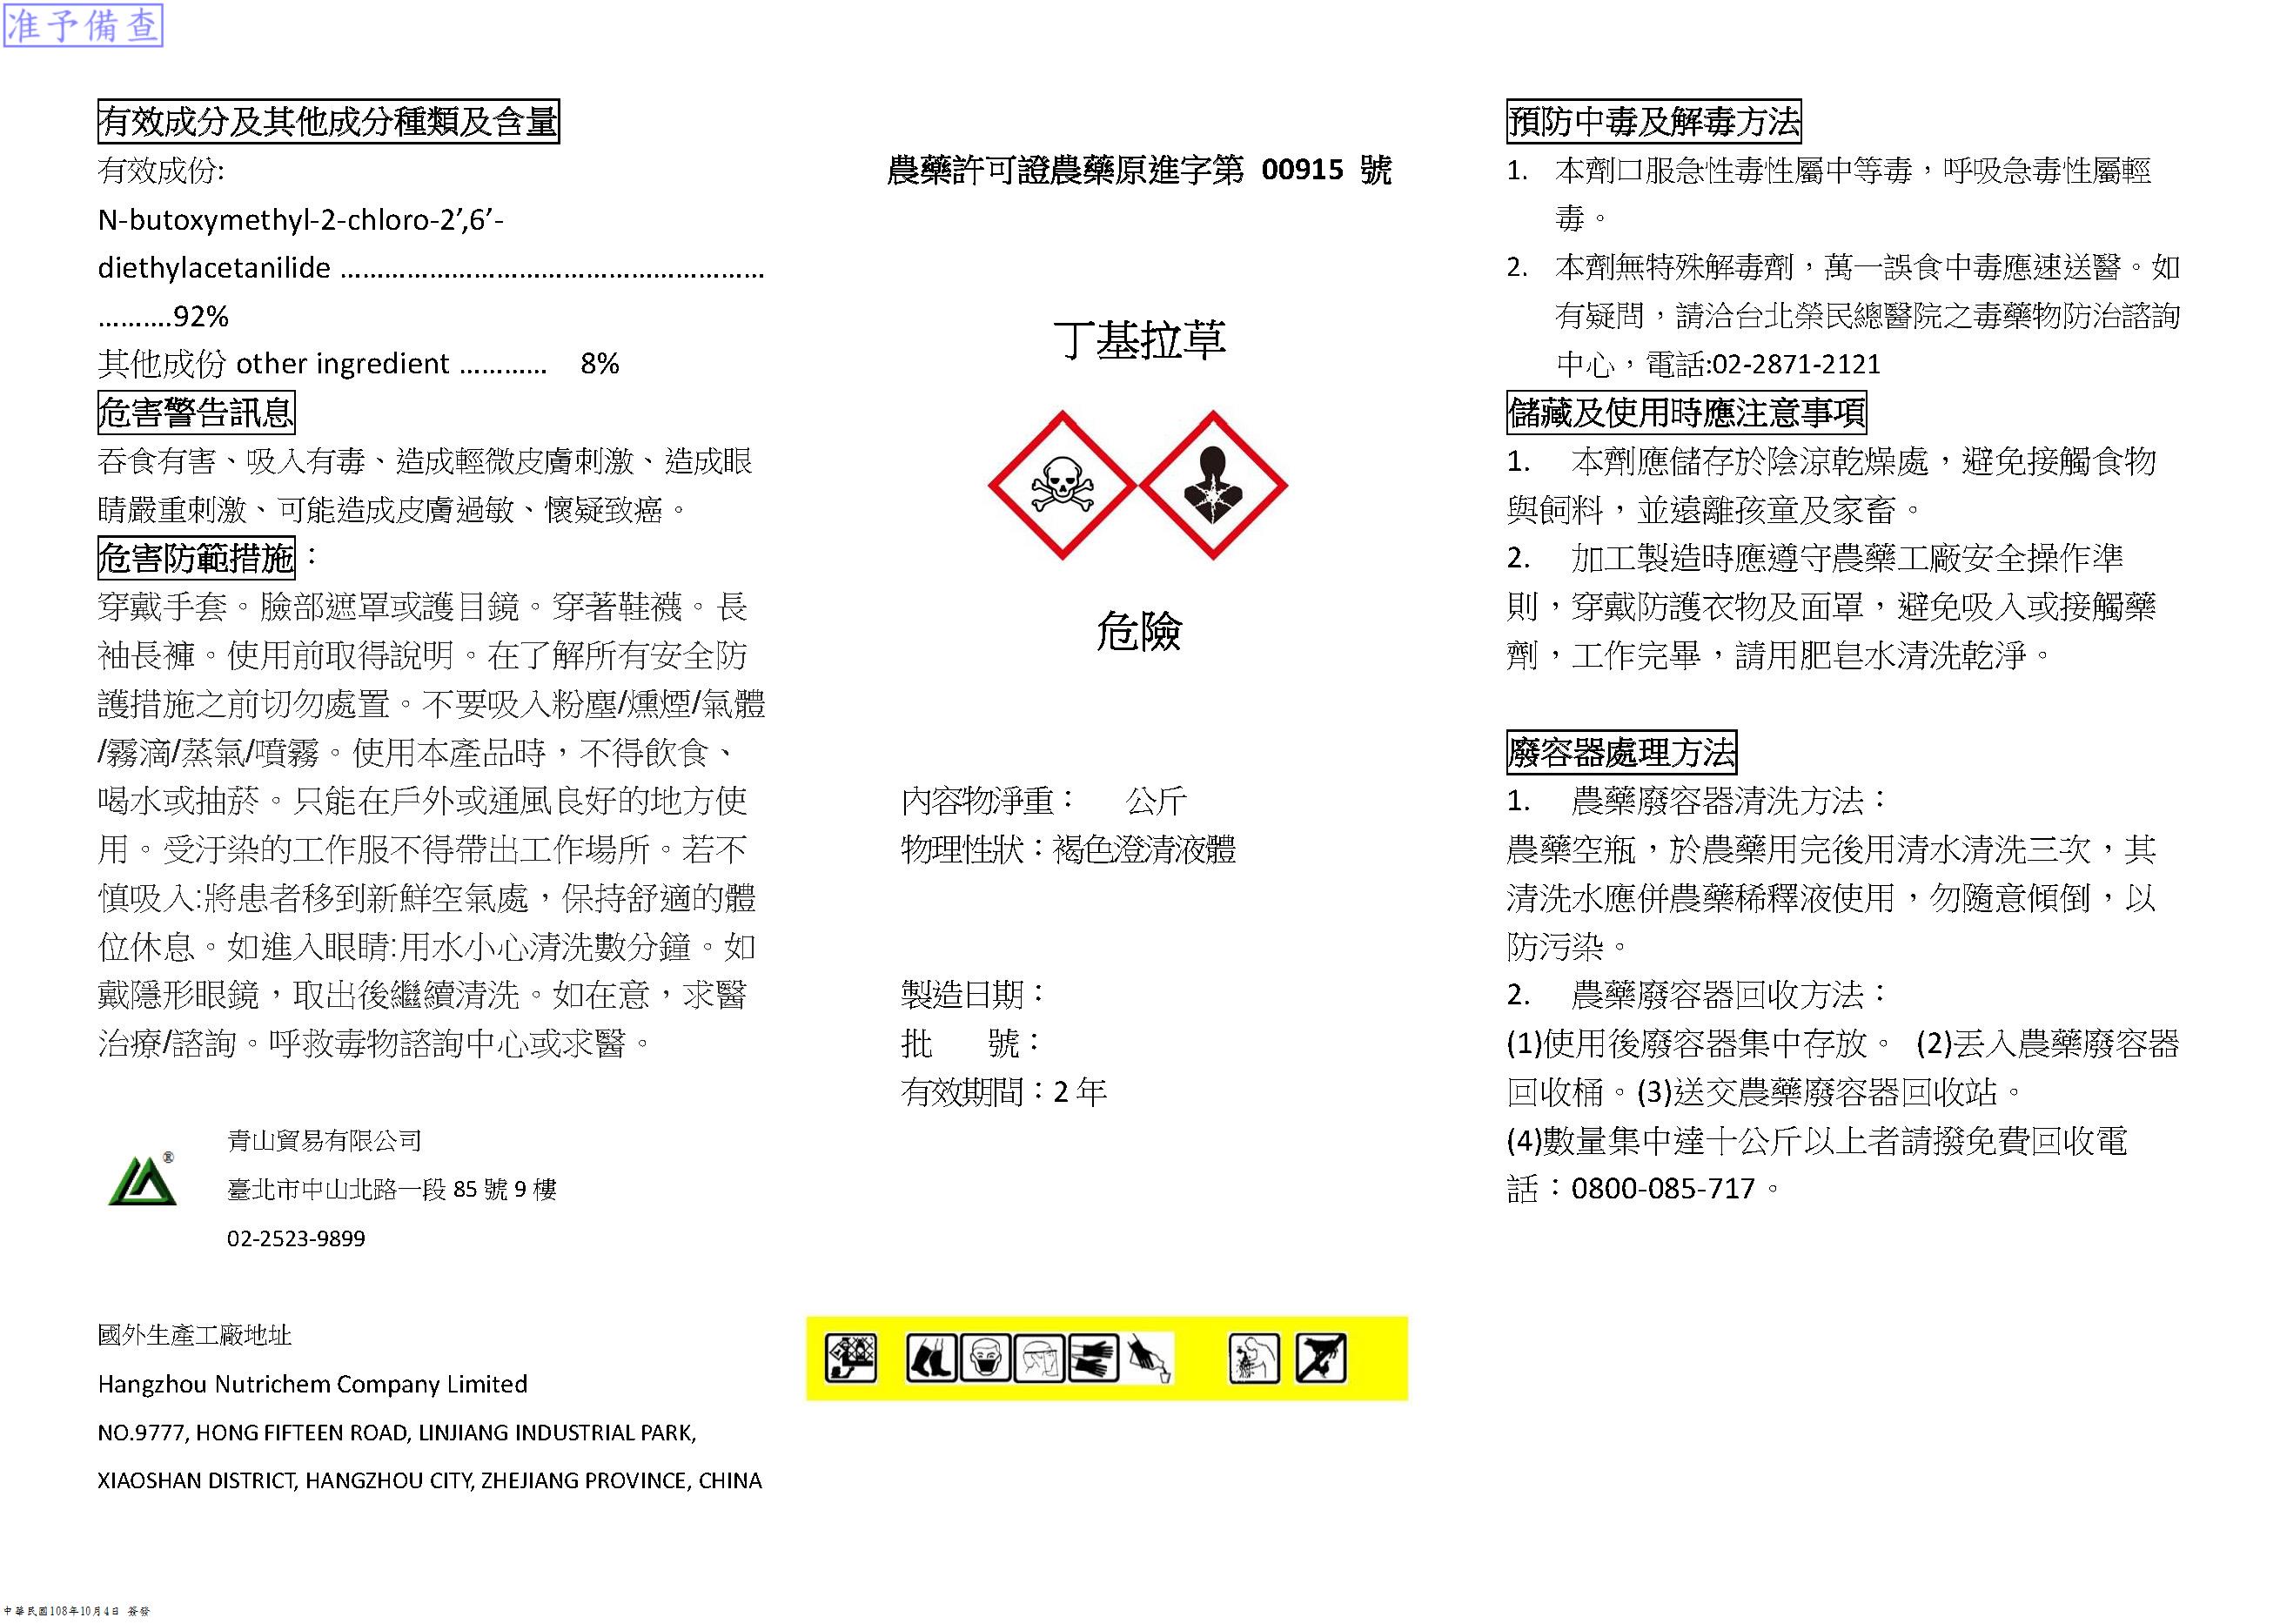 准予備查
有效成分及其他成分種類及含量
有效成份:
N-butoxymethyl-2-chloro-2’,6’-
diethylacetanilide …………………………………………………
……….92%
其他成份 other ingredient ………… 8%
危害警告訊息
吞食有害、吸入有毒、造成輕微皮膚刺激、造成眼
睛嚴重刺激、可能造成皮膚過敏、懷疑致癌。
危害防範措施：
穿戴手套。臉部遮罩或護目鏡。穿著鞋襪。長
袖長褲。使用前取得說明。在了解所有安全防
護措施之前切勿處置。不要吸入粉塵/燻煙/氣體
/霧滴/蒸氣/噴霧。使用本產品時，不得飲食、
喝水或抽菸。只能在戶外或通風良好的地方使
用。受汙染的工作服不得帶出工作場所。若不
慎吸入:將患者移到新鮮空氣處，保持舒適的體
位休息。如進入眼睛:用水小心清洗數分鐘。如
戴隱形眼鏡，取出後繼續清洗。如在意，求醫
治療/諮詢。呼救毒物諮詢中心或求醫。
青山貿易有限公司
臺北市中山北路一段 85 號 9 樓
02-2523-9899
國外生產工廠地址
Hangzhou Nutrichem Company Limited
NO.9777, HONG FIFTEEN ROAD, LINJIANG INDUSTRIAL PARK,
XIAOSHAN DISTRICT, HANGZHOU CITY, ZHEJIANG PROVINCE, CHINA
農藥許可證農藥原進字第 00915 號
丁基拉草
危險
內容物淨重： 公斤
物理性狀：褐色澄清液體
製造日期：
批 號：
有效期間：2 年
預防中毒及解毒方法
1. 本劑口服急性毒性屬中等毒，呼吸急毒性屬輕
毒。
2. 本劑無特殊解毒劑，萬一誤食中毒應速送醫。如
有疑問，請洽台北榮民總醫院之毒藥物防治諮詢
中心，電話:02-2871-2121
儲藏及使用時應注意事項
1. 本劑應儲存於陰涼乾燥處，避免接觸食物
與飼料，並遠離孩童及家畜。
2. 加工製造時應遵守農藥工廠安全操作準
則，穿戴防護衣物及面罩，避免吸入或接觸藥
劑，工作完畢，請用肥皂水清洗乾淨。
廢容器處理方法
1. 農藥廢容器清洗方法：
農藥空瓶，於農藥用完後用清水清洗三次，其
清洗水應併農藥稀釋液使用，勿隨意傾倒，以
防污染。
2. 農藥廢容器回收方法：
(1)使用後廢容器集中存放。 (2)丟入農藥廢容器
回收桶。(3)送交農藥廢容器回收站。
(4)數量集中達十公斤以上者請撥免費回收電
話：0800-085-717。
中華民國108年10月4日 簽發